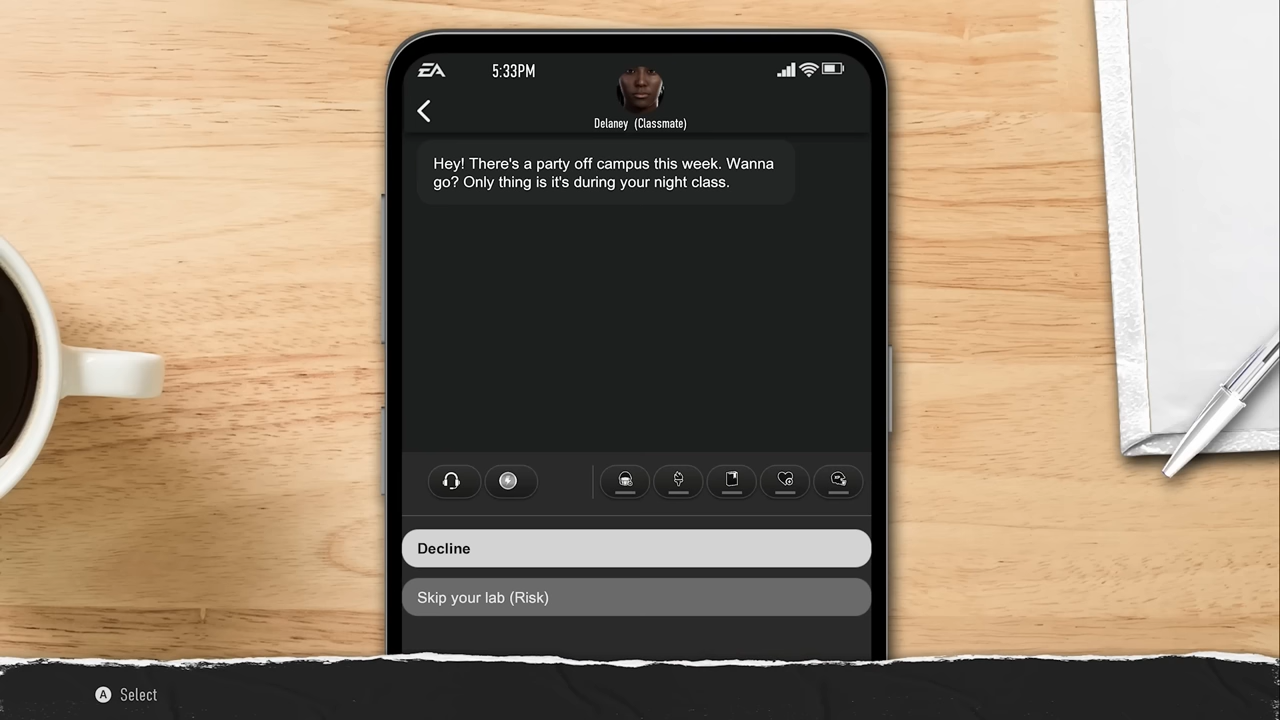 EA
5:33PM
Delaney (Classmate)
Hey! There's a party off campus this week. Wanna
go? Only thing is it's during your night class.
Decline
Skip your lab (Risk)
A Select